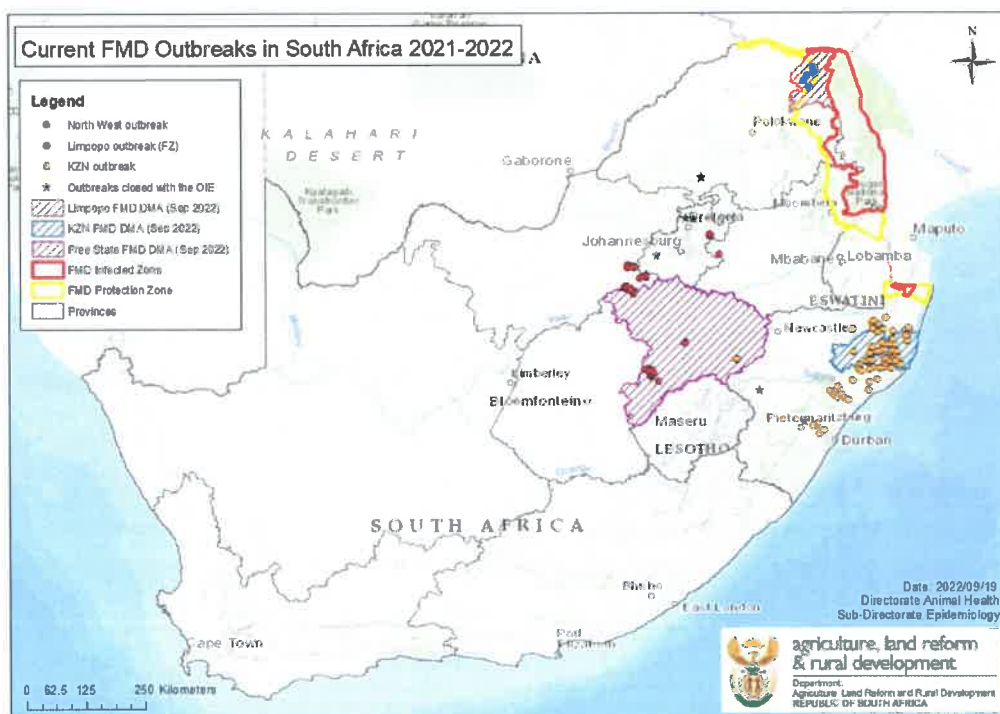 Current FMD Outbreaks in South Africa 2021-2022
N
Legend
North West outbreak
Limpopo outbreak (FZ)
KZN outbreak
Outbreaks closed with the OIE
Limpopo FMD DMA (Sep 2022)
KZN FMD DMA (Sep 2022)
Free State FMD DMA (Sep 2022)
FMD Infected Zone
FMD Protection Zone
Provinces
KALAHARI
DESERT
Gaborone
Polokwane
Pretoria
Johannesburg
Maputo
Mbabane
Lobamba
ESWATINI
Newcastle
Kimberley
Bloemfontein
Maseru
LESOTHO
Pietermaritzburg
Durban
SOUTH AFRICA
Bhisho
East London
Port
Cape Town
0 62.5 125 250 Kilometers
Date: 2022/09/19
Directorate Animal Health
Sub-Directorate Epidemiology
agriculture, land reform
& rural development
Department:
Agriculture, Land Reform and Rural Development
REPUBLIC OF SOUTH AFRICA